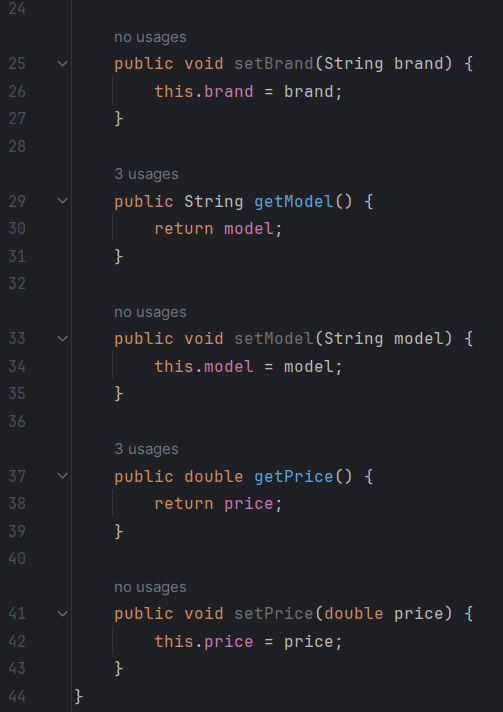 24
no usages
25 public void setBrand(String brand) {
26 this.brand = brand;
27 }
28
3 usages
29 public String getModel() {
30 return model;
31 }
32
no usages
33 public void setModel(String model) {
34 this.model = model;
35 }
36
3 usages
37 public double getPrice() {
38 return price;
39 }
40
no usages
41 public void setPrice(double price) {
42 this.price = price;
43 }
44 }